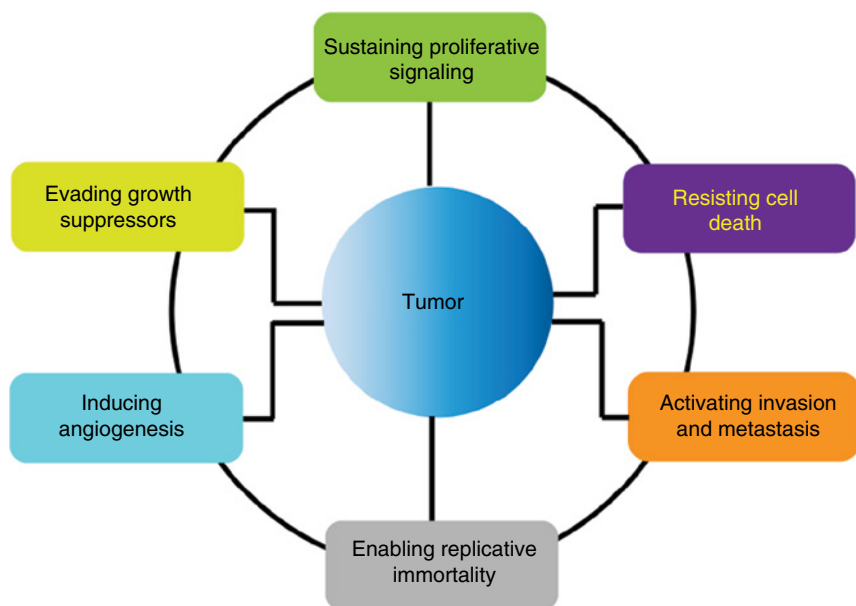 Sustaining proliferative
signaling
Evading growth
suppressors
Resisting cell
death
Tumor
Inducing
angiogenesis
Activating invasion
and metastasis
Enabling replicative
immortality